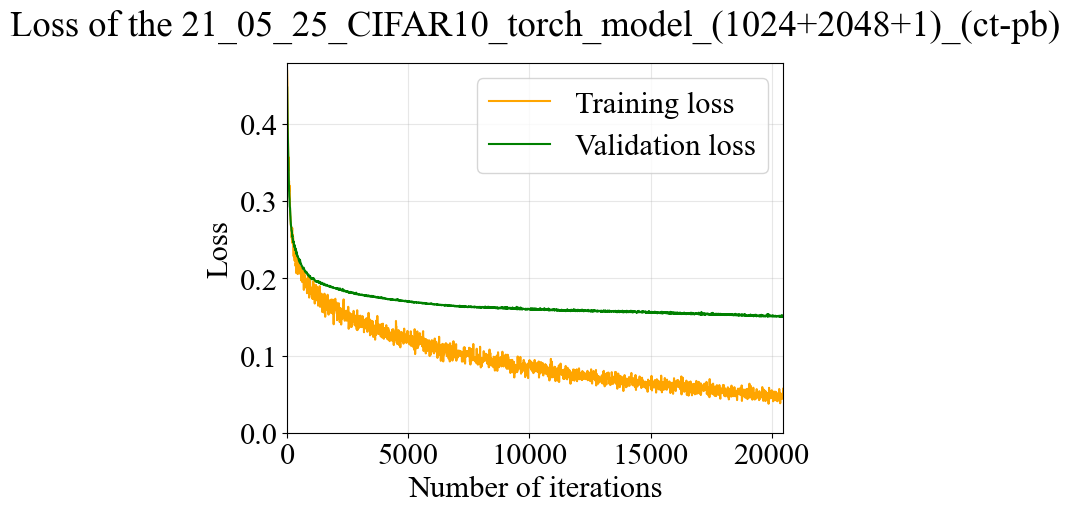 Loss of the 21_05_25_CIFAR10_torch_model_(1024+2048+1)_(ct-pb)
Training loss
Validation loss
Loss
0.4
0.3
0.2
0.1
0.0
0 5000 10000 15000 20000
Number of iterations